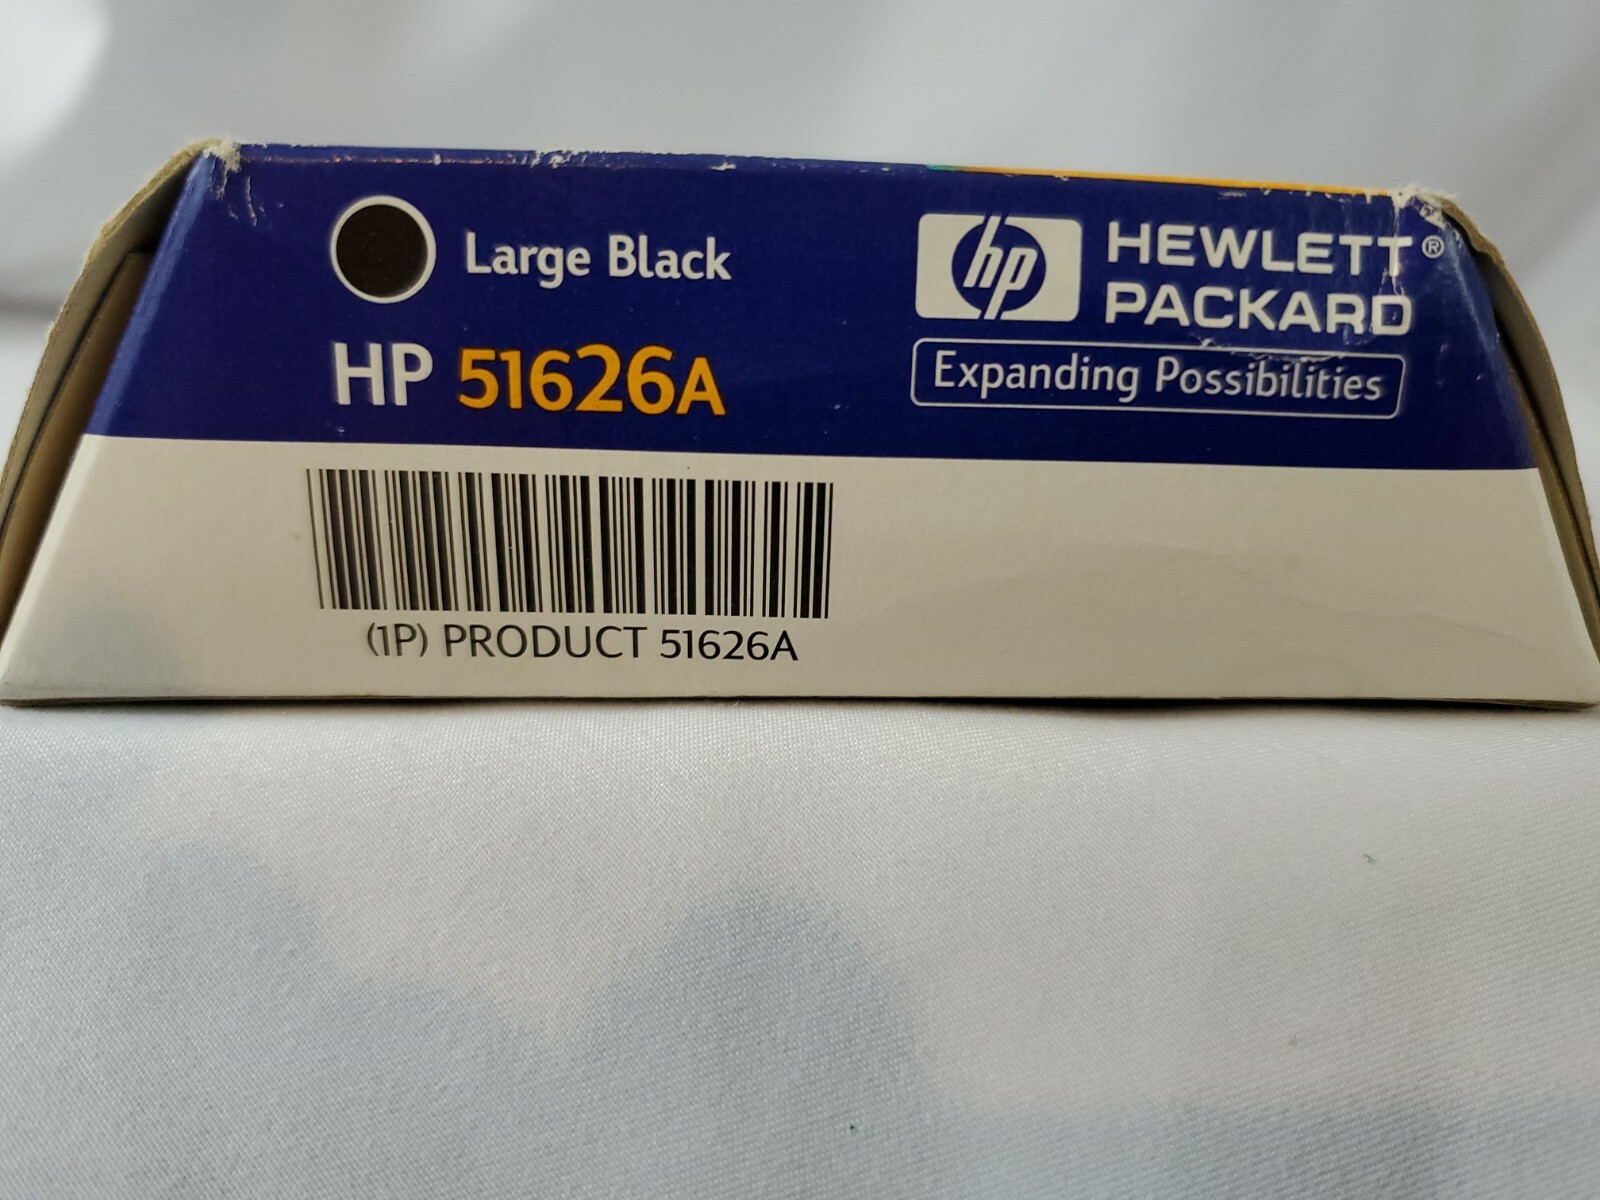 Large Black
HP 51626A
hp HEWLETT®
PACKARD
Expanding Possibilities
(1P) PRODUCT 51626A